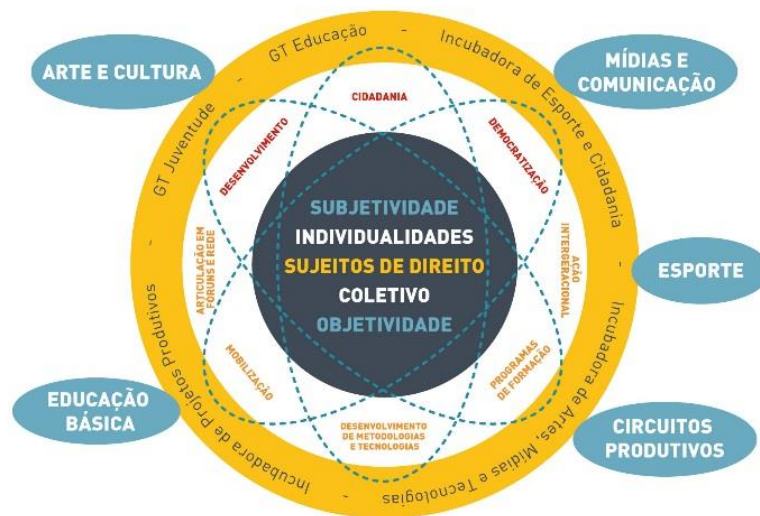 ARTE E CULTURA
MÍDIAS E
COMUNICAÇÃO
ESPORTE
CIRCUITOS
PRODUTIVOS
EDUCAÇÃO
BÁSICA
GT Juventude - GT Educação - Incubadora de Esporte e Cidadania - Incubadora de Artes, Mídias e Tecnologias - Incubadora de Projetos Produtivos -
DESENVOLVIMENTO
CIDADANIA
DEMOCRATIZAÇÃO
AÇÃO
INTERGERACIONAL
PROGRAMAS
DE FORMAÇÃO
DESENVOLVIMENTO
DE METODOLOGIAS
E TECNOLOGIAS
MOBILIZAÇÃO
ARTICULAÇÃO EM
FÓRUNS E REDE
SUBJETIVIDADE
INDIVIDUALIDADES
SUJEITOS DE DIREITO
COLETIVO
OBJETIVIDADE